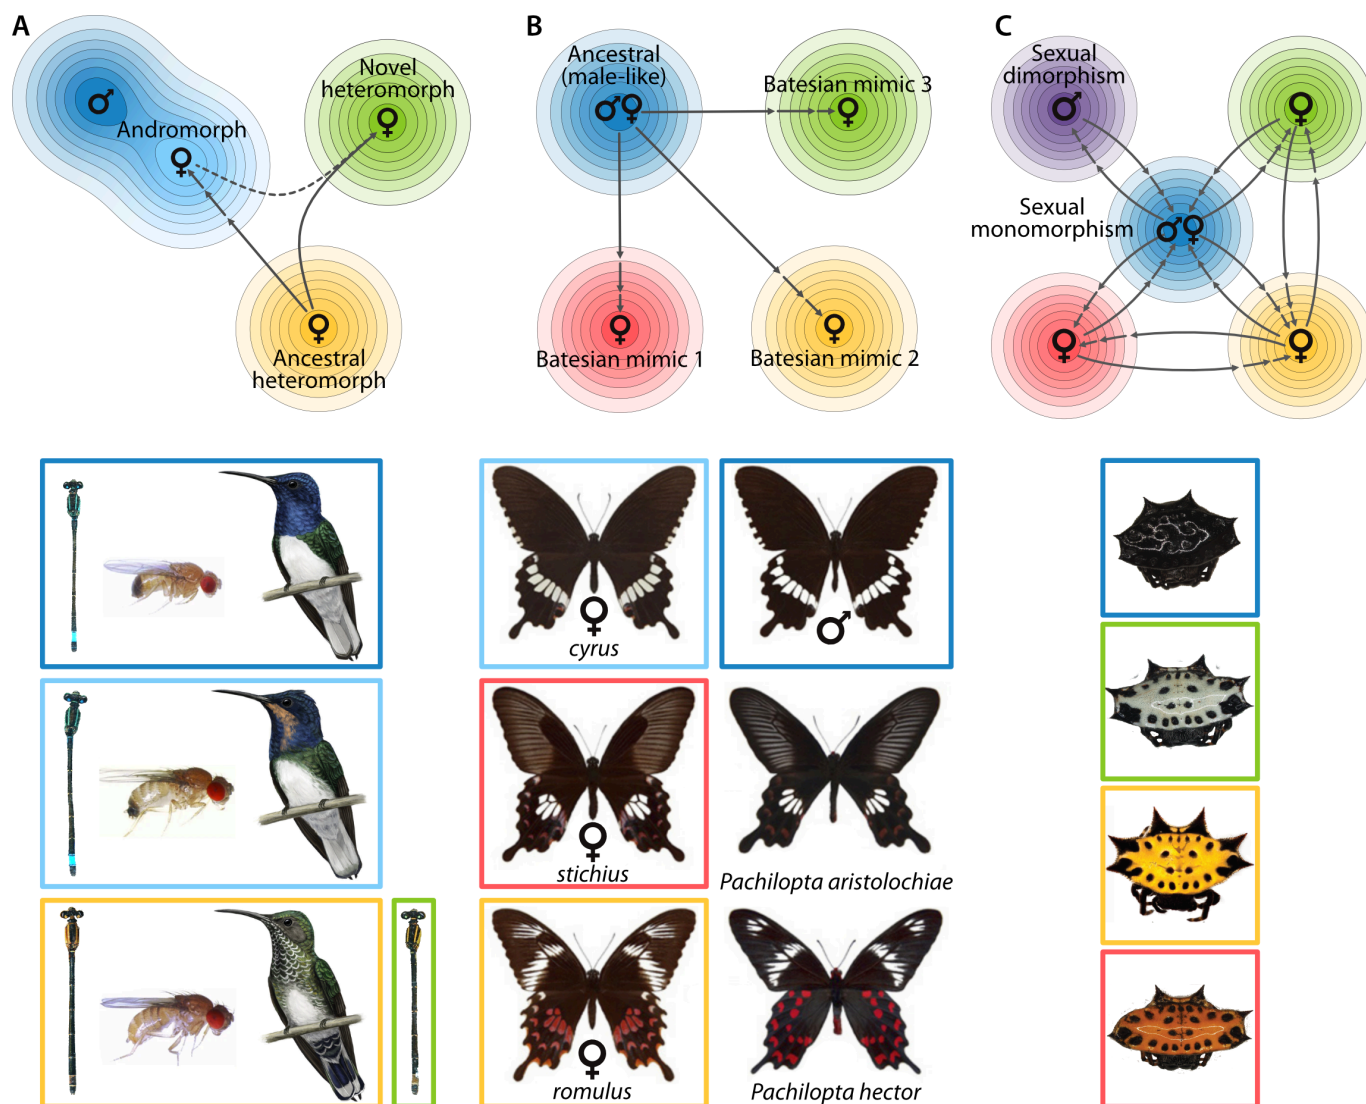 A
Novel
heteromorph
♂
Andromorph
♀
♀
♀
Ancestral
heteromorph
B
Ancestral
(male-like)
♂♀
Batesian mimic 3
♀
♀
Batesian mimic 1
♀
Batesian mimic 2
C
Sexual
dimorphism
♂
♀
Sexual
monomorphism
♂♀
♀
♀
♀
cyrus
♂
♀
stichius
Pachilopta aristolochiae
♀
romulus
Pachilopta hector